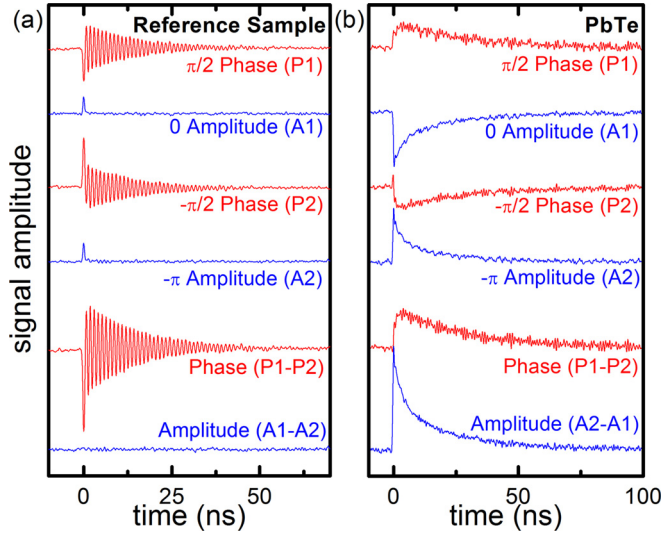 (a)
Reference Sample
π/2 Phase (P1)
0 Amplitude (A1)
-π/2 Phase (P2)
-π Amplitude (A2)
Phase (P1-P2)
Amplitude (A1-A2)
0 25 50
time (ns)
signal amplitude
(b)
PbTe
π/2 Phase (P1)
0 Amplitude (A1)
-π/2 Phase (P2)
-π Amplitude (A2)
Phase (P1-P2)
Amplitude (A2-A1)
0 50 100
time (ns)